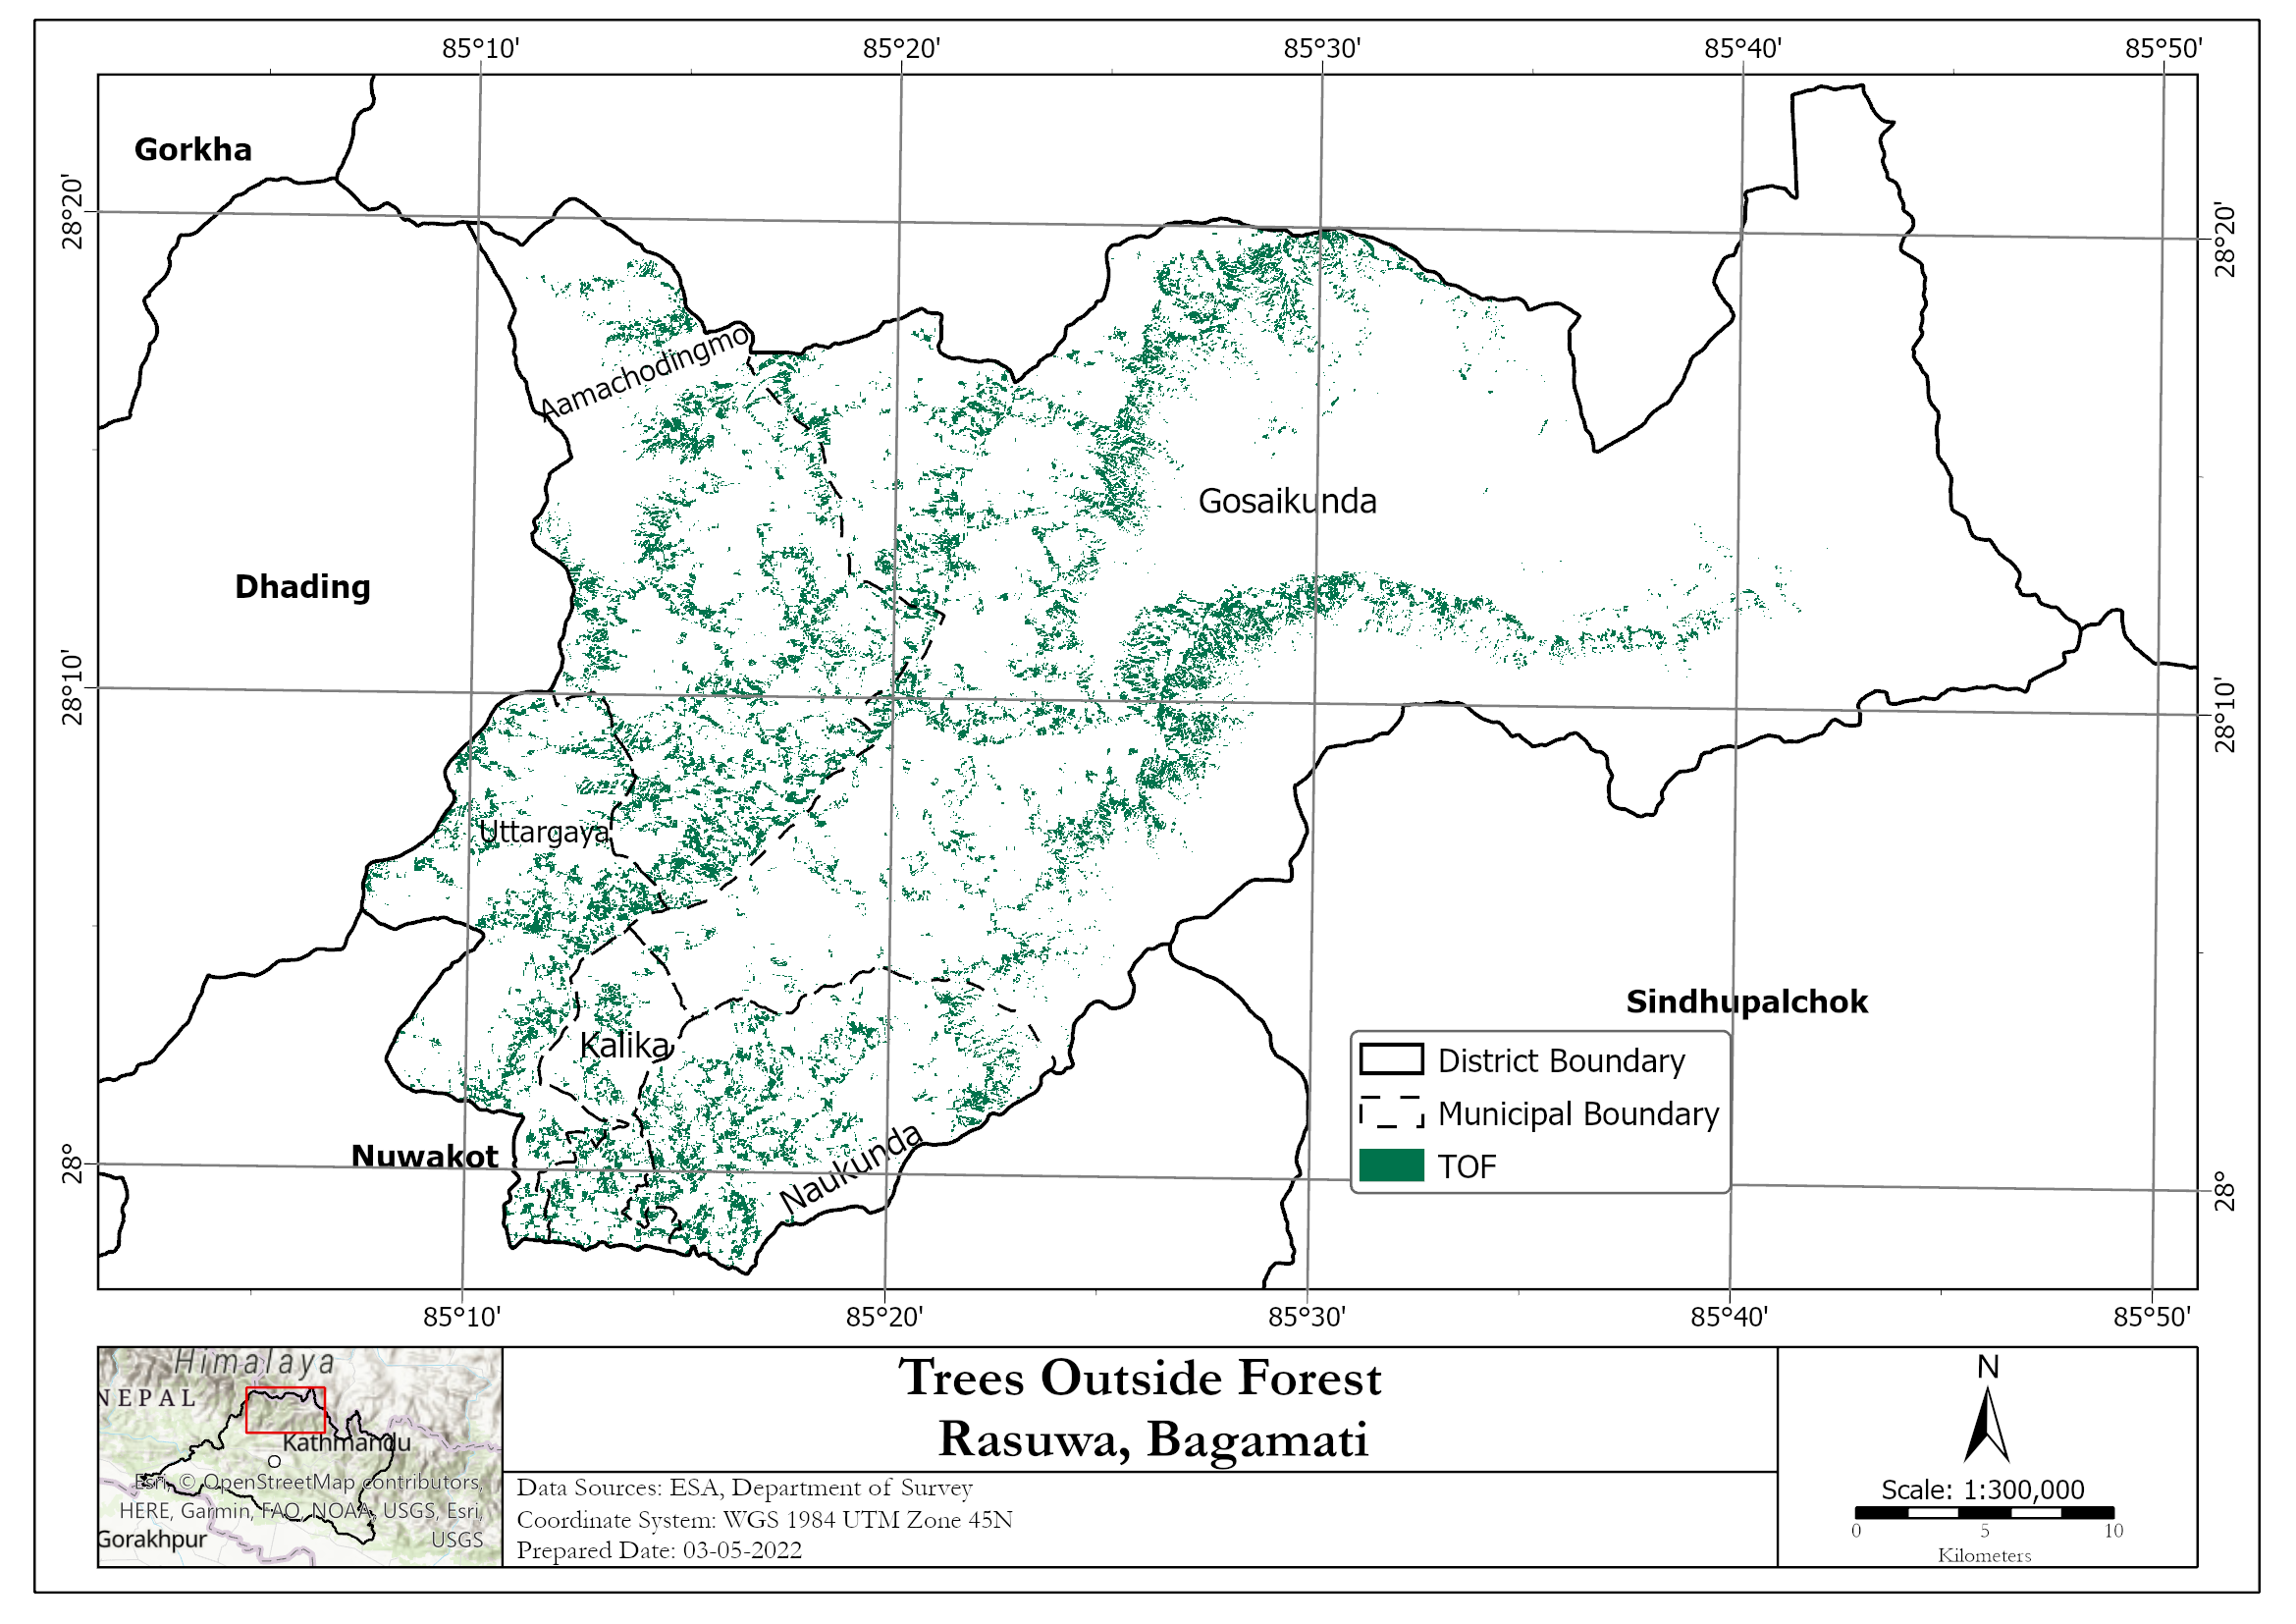 85°10' 85°20' 85°30' 85°40' 85°50'
Gorkha
28°20' 28°20'
Aamachodingmo
Gosaikunda
Dhading
28°10' 28°10'
Uttargaya
Sindhupalchok
Kalika
District Boundary
Municipal Boundary
TOF
Nuwakot
Naukunda
28° 28°
85°10' 85°20' 85°30' 85°40' 85°50'
Himalaya
NEPAL
Kathmandu
Esri, © OpenStreetMap contributors,
HERE, Garmin, FAO, NOAA, USGS, Esri,
USGS
Gorakhpur
Trees Outside Forest
Rasuwa, Bagamati
Data Sources: ESA, Department of Survey
Coordinate System: WGS 1984 UTM Zone 45N
Prepared Date: 03-05-2022
N
Scale: 1:300,000
0 5 10
Kilometers